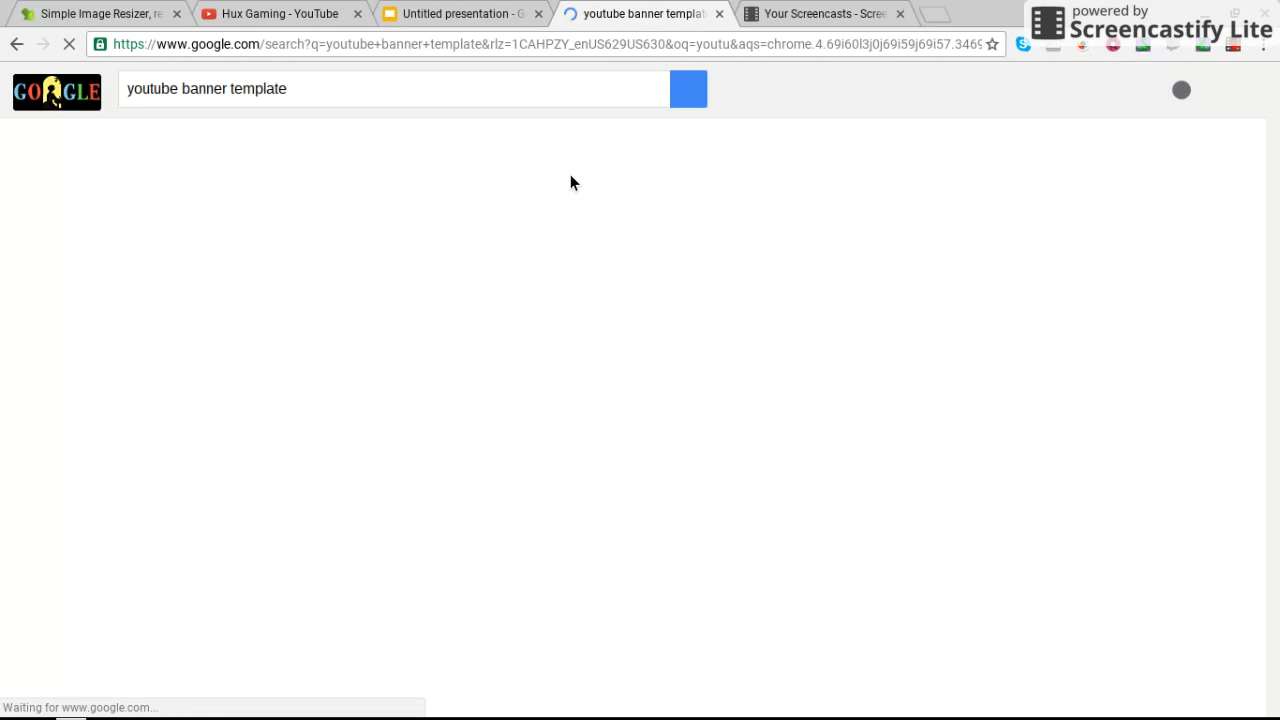 Simple Image Resizer, re
Hux Gaming - YouTube
Untitled presentation -
youtube banner templat
Your Screencasts - Scree
powered by
Screencastify Lite
https://www.google.com/search?q=youtube+banner+template&rlz=1CAHPZY_enUS629US630&oq=youtu&aqs=chrome.4.69i60l3j0j69i59j69i57.3469
GOOGLE
youtube banner template
Waiting for www.google.com...